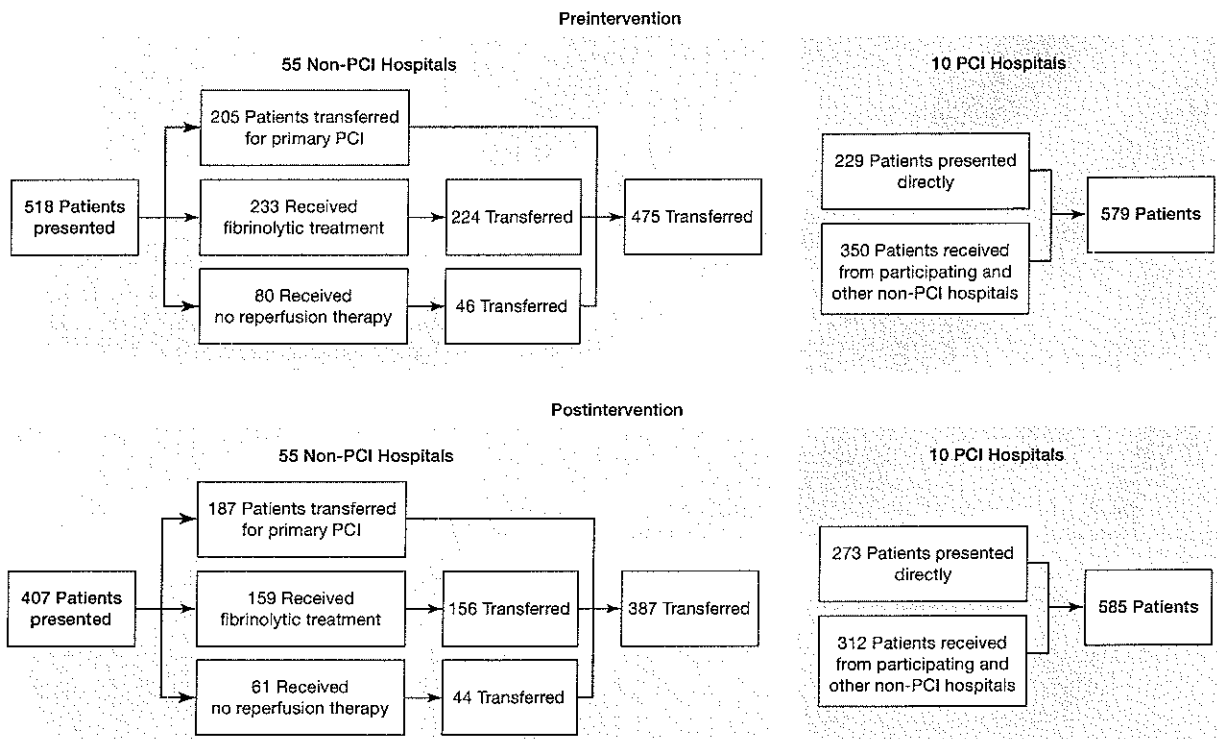 Preintervention
55 Non-PCI Hospitals
10 PCI Hospitals
205 Patients transferred
for primary PCI
518 Patients
presented
233 Received
fibrinolytic treatment
224 Transferred
475 Transferred
80 Received
no reperfusion therapy
46 Transferred
229 Patients presented
directly
350 Patients received
from participating and
other non-PCI hospitals
579 Patients
Postintervention
55 Non-PCI Hospitals
10 PCI Hospitals
187 Patients transferred
for primary PCI
407 Patients
presented
159 Received
fibrinolytic treatment
156 Transferred
387 Transferred
61 Received
no reperfusion therapy
44 Transferred
273 Patients presented
directly
312 Patients received
from participating and
other non-PCI hospitals
585 Patients